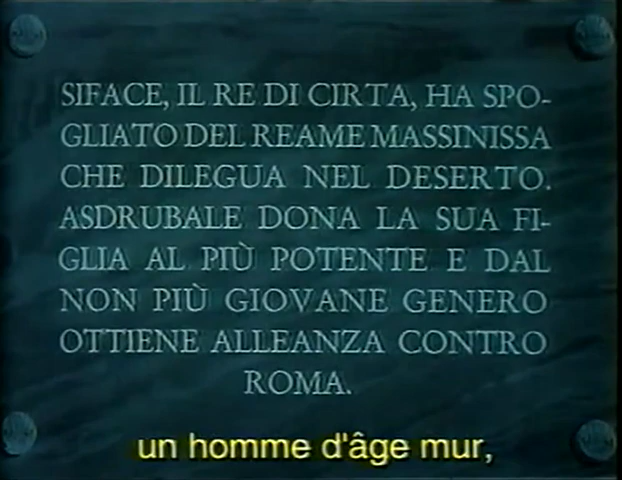 SIFACE, IL RE DI CIRTA, HA SPO-
GLIATO DEL REAME MASSINISSA
CHE DILEGUA NEL DESERTO.
ASDRUBALE DONA LA SUA FI-
GLIA AL PIÙ POTENTE E DAL
NON PIÙ GIOVANE GENERO
OTTIENE ALLEANZA CONTRO
ROMA.
un homme d'âge mur,